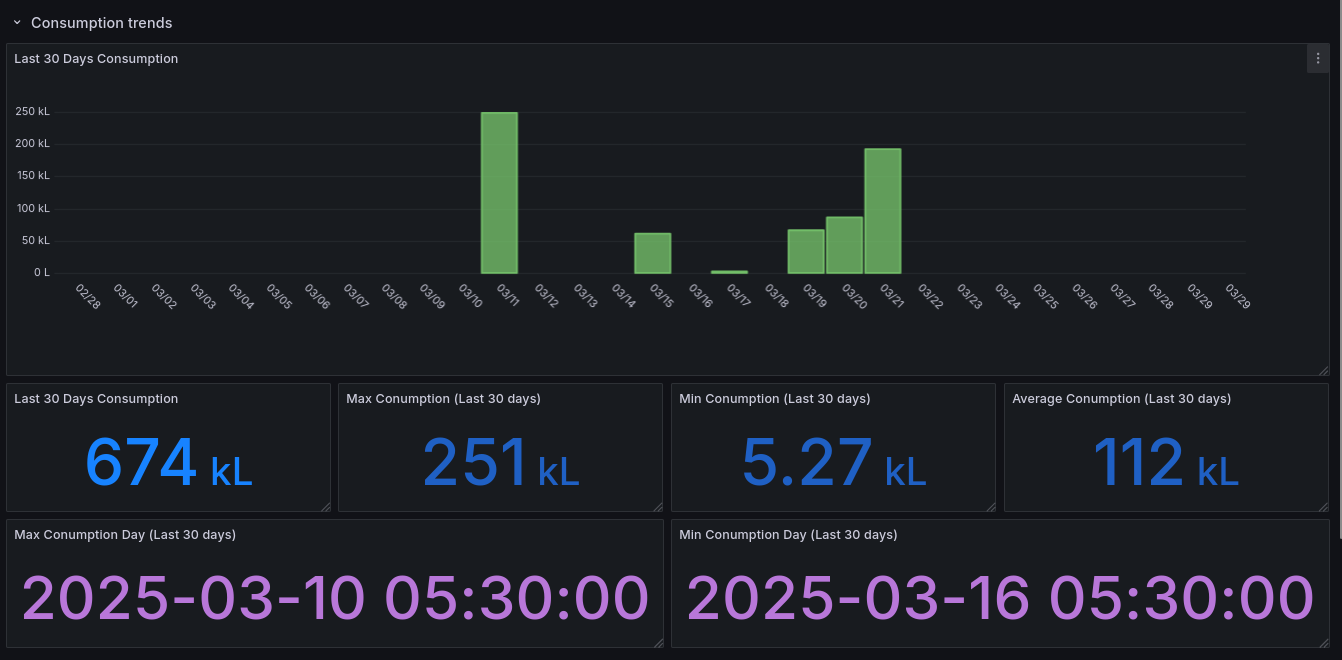 Consumption trends
Last 30 Days Consumption
250 kL
200 kL
150 kL
100 kL
50 kL
0 L
02/28 03/01 03/02 03/03 03/04 03/05 03/06 03/07 03/08 03/09 03/10 03/11 03/12 03/13 03/14 03/15 03/16 03/17 03/18 03/19 03/20 03/21 03/22 03/23 03/24 03/25 03/26 03/27 03/28 03/29 03/29
Last 30 Days Consumption
674 kL
Max Conumption (Last 30 days)
251 kL
Min Conumption (Last 30 days)
5.27 kL
Average Conumption (Last 30 days)
112 kL
Max Conumption Day (Last 30 days)
2025-03-10 05:30:00
Min Conumption Day (Last 30 days)
2025-03-16 05:30:00